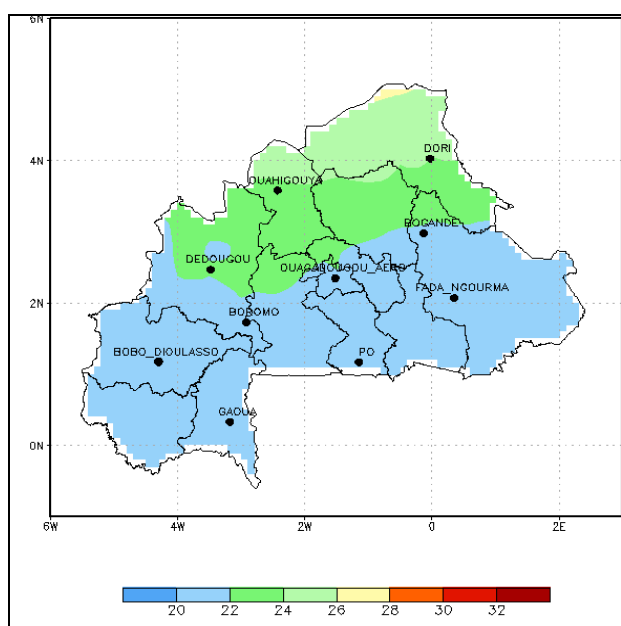 6N
DORI
4N
OUAHIGOUYA
BOGANDE
DEDOUGOU
OUAGADOUGOU_AERO
FADA_NGOURMA
2N
BOROMO
BOBO_DIOULASSO
PO
GAOUA
0N
6W 4W 2W 0 2E
20 22 24 26 28 30 32